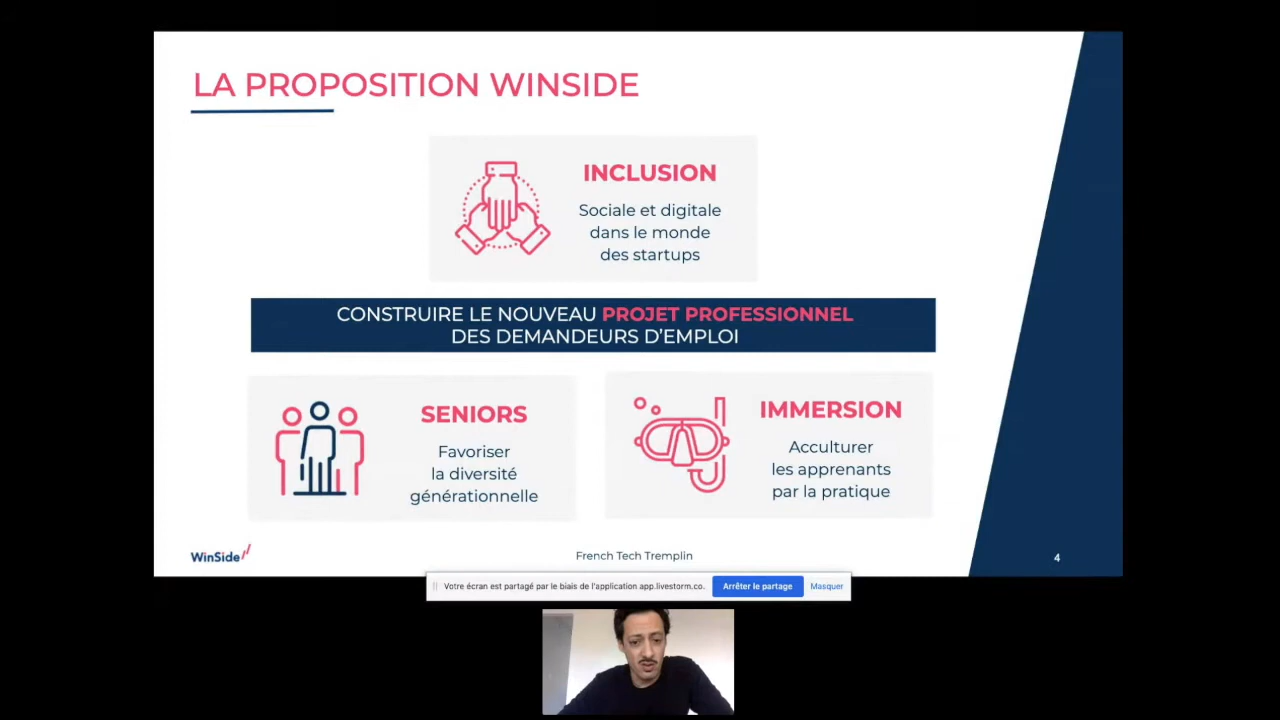 LA PROPOSITION WINSIDE
INCLUSION
Sociale et digitale
dans le monde
des startups
CONSTRUIRE LE NOUVEAU PROJET PROFESSIONNEL
DES DEMANDEURS D'EMPLOI
SENIORS
Favoriser
la diversité
générationnelle
IMMERSION
Acculturer
les apprenants
par la pratique
WinSide
French Tech Tremplin
4
Votre écran est partagé par le biais de l'application app.livestorm.co.
Arrêter le partage
Masquer